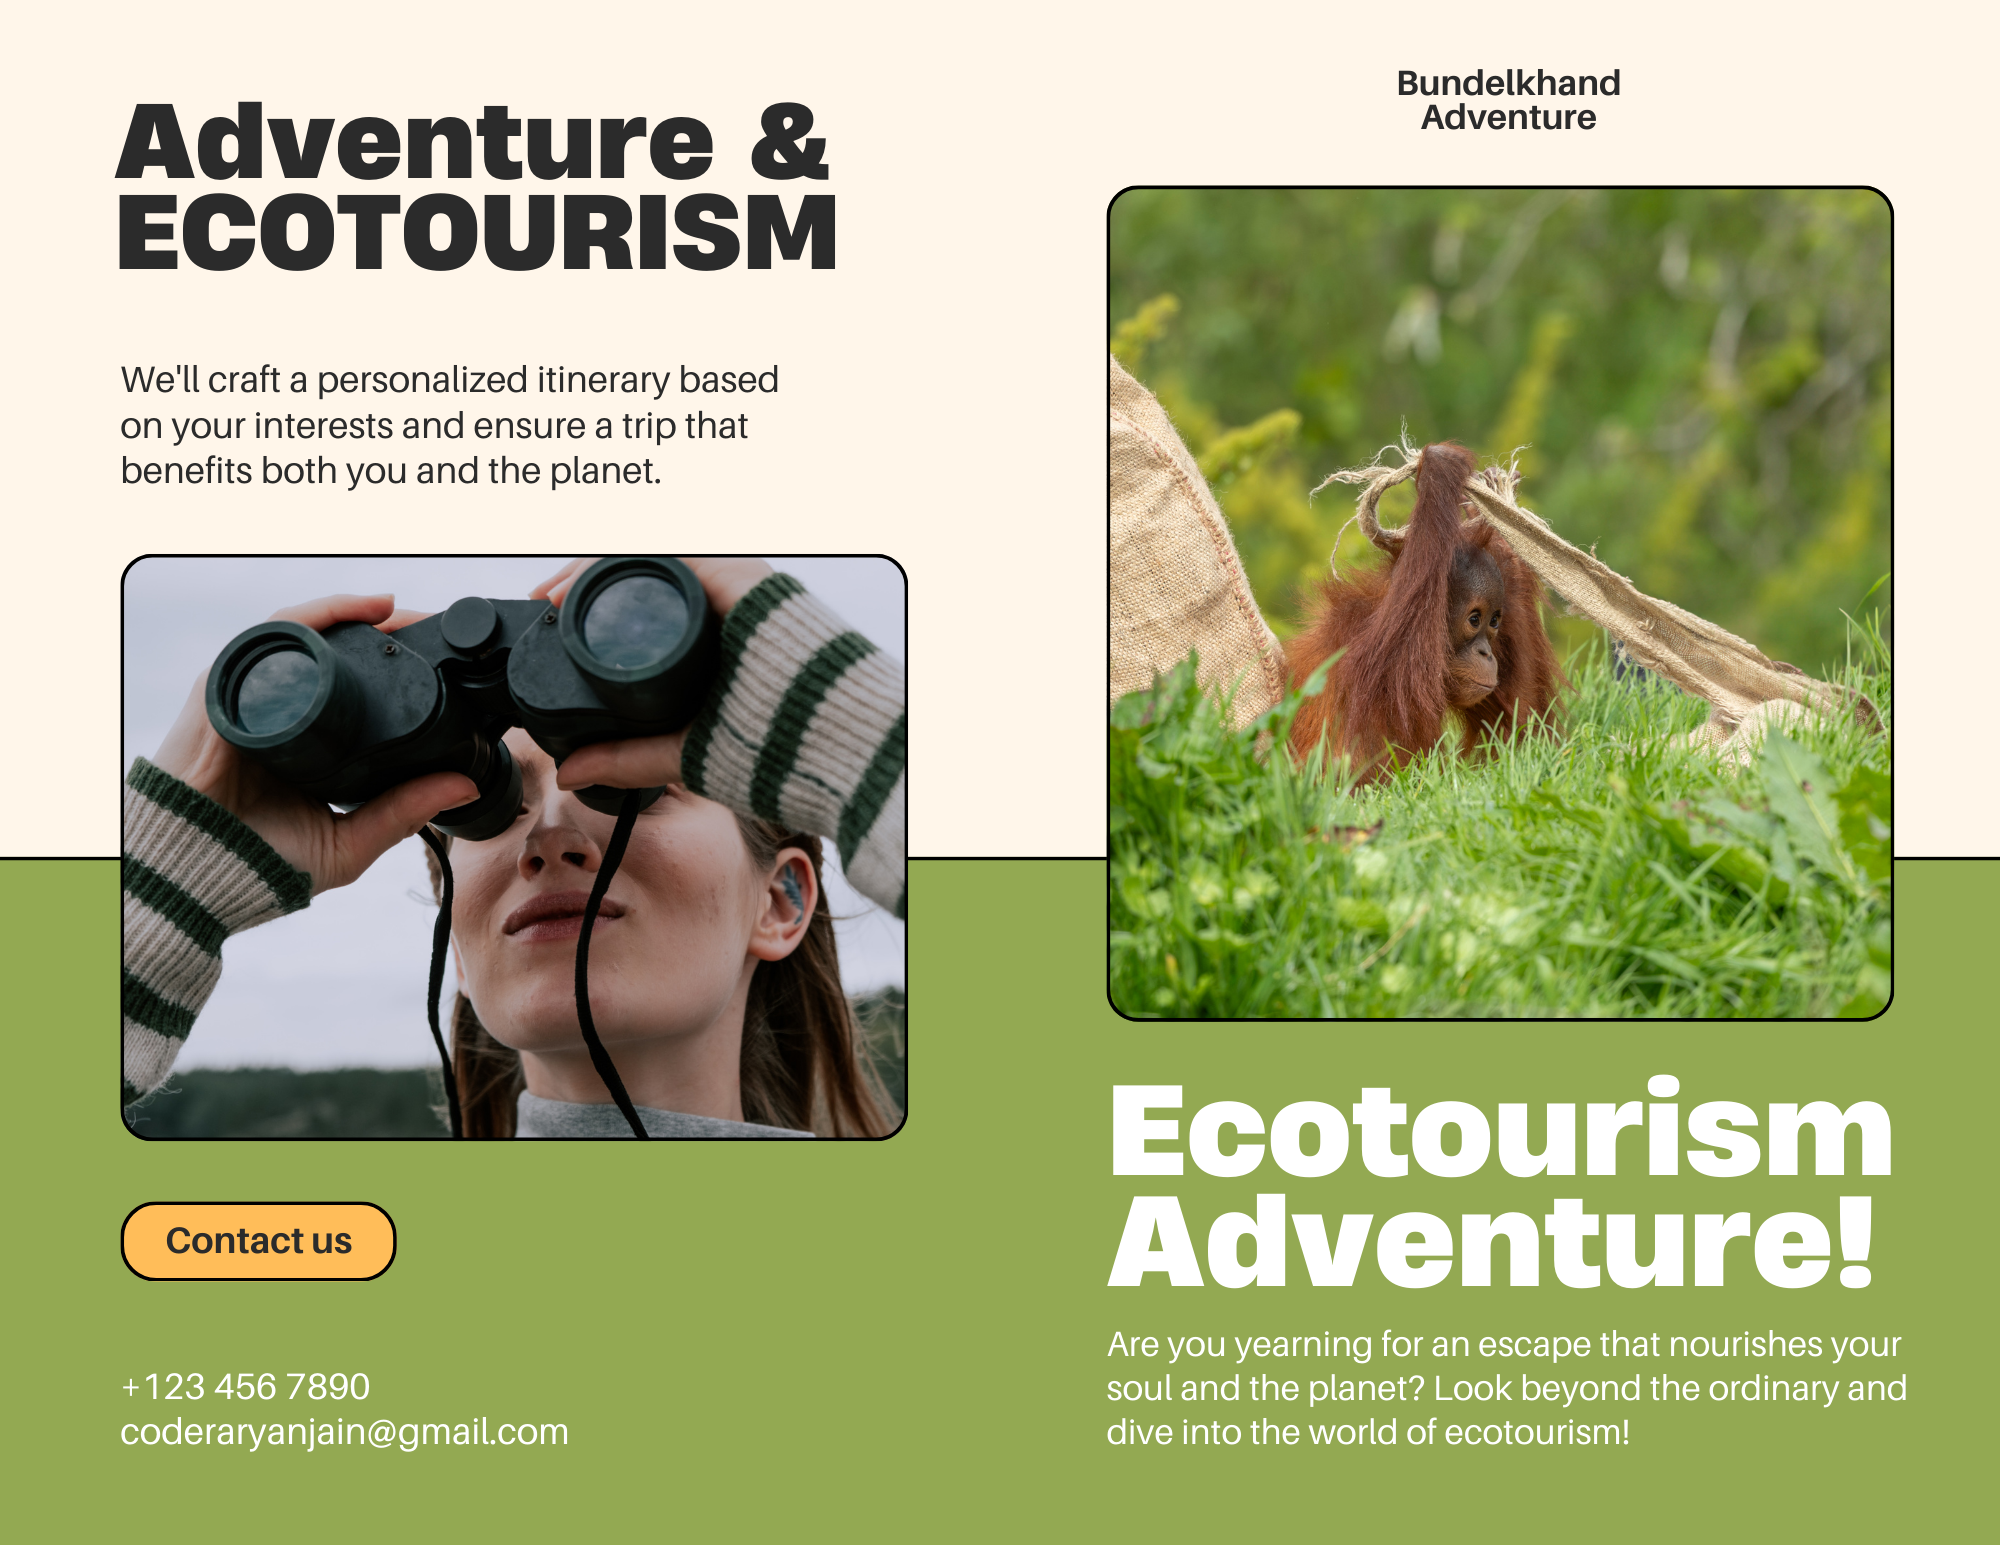 Adventure &
ECOTOURISM
We'll craft a personalized itinerary based
on your interests and ensure a trip that
benefits both you and the planet.
Contact us
+123 456 7890
coderaryanjain@gmail.com
Bundelkhand
Adventure
Ecotourism
Adventure!
Are you yearning for an escape that nourishes your
soul and the planet? Look beyond the ordinary and
dive into the world of ecotourism!